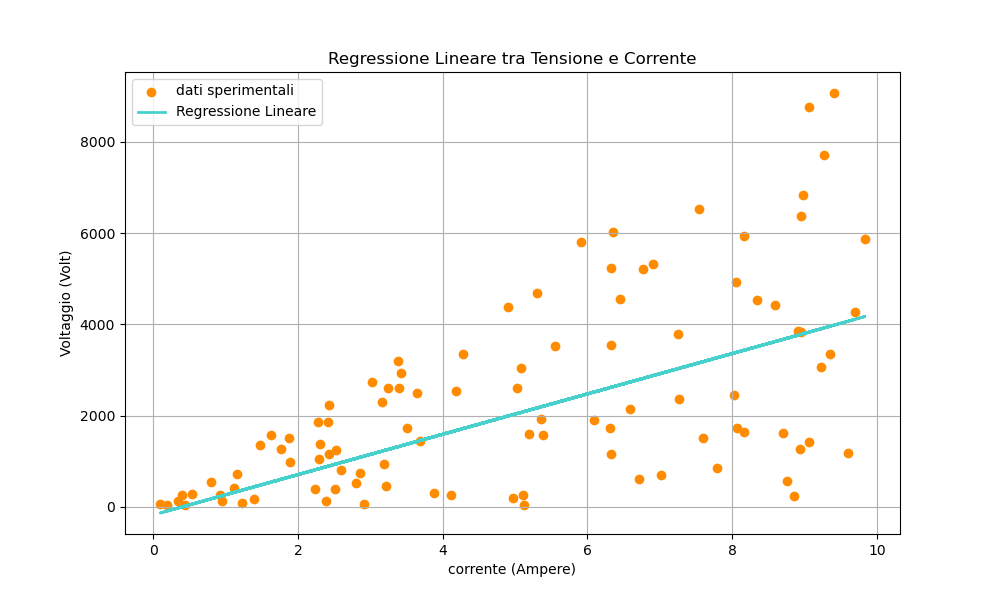 Regressione Lineare tra Tensione e Corrente
dati sperimentali
Regressione Lineare
8000
6000
4000
2000
0
Voltaggio (Volt)
0 2 4 6 8 10
corrente (Ampere)